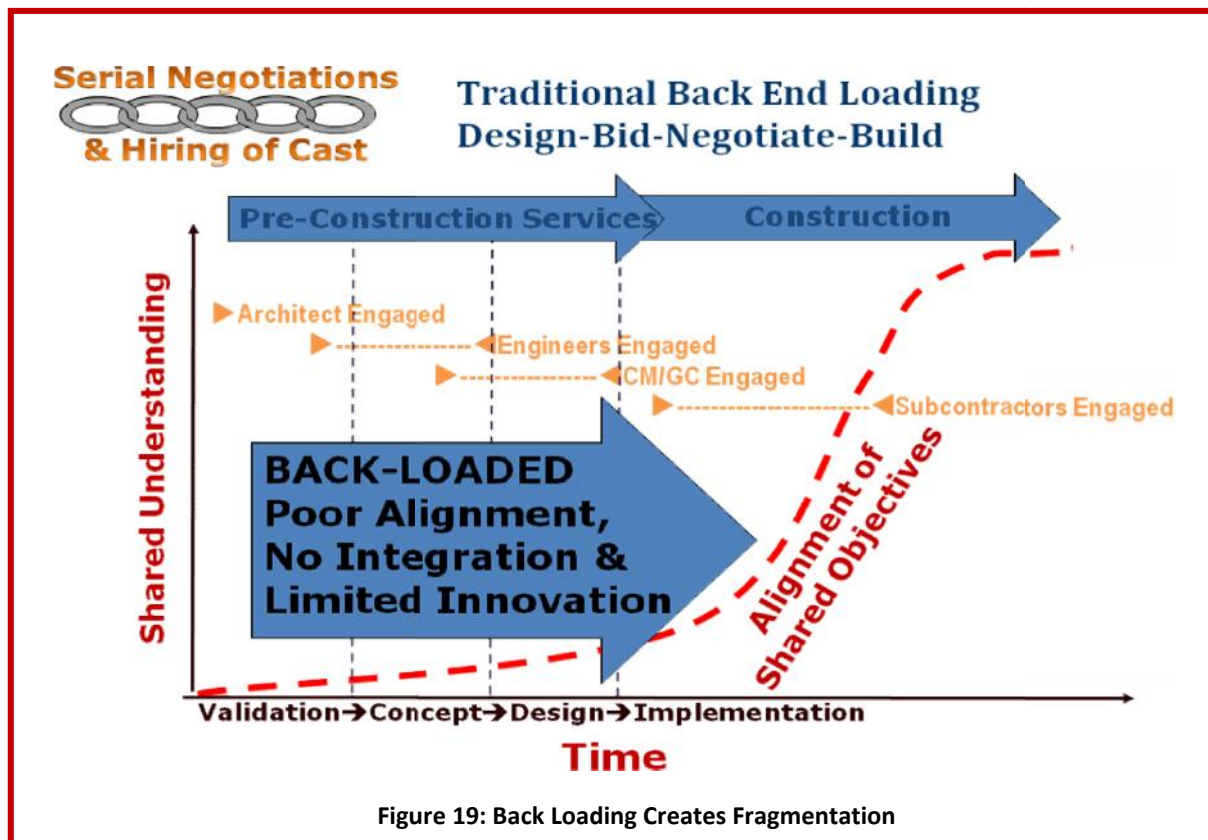 Serial Negotiations
& Hiring of Cast
Traditional Back End Loading
Design-Bid-Negotiate-Build
Pre-Construction Services
Construction
Shared Understanding
Architect Engaged
Engineers Engaged
CM/GC Engaged
Subcontractors Engaged
BACK-LOADED
Poor Alignment,
No Integration &
Limited Innovation
Alignment of
Shared Objectives
Validation→Concept→Design→Implementation
Time
Figure 19: Back Loading Creates Fragmentation